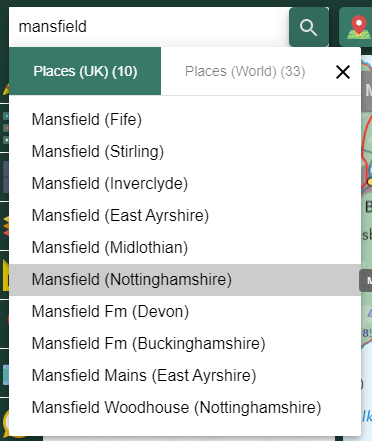 mansfield
Places (UK) (10)
Places (World) (33)
Mansfield (Fife)
Mansfield (Stirling)
Mansfield (Inverclyde)
Mansfield (East Ayrshire)
Mansfield (Midlothian)
Mansfield (Nottinghamshire)
Mansfield Fm (Devon)
Mansfield Fm (Buckinghamshire)
Mansfield Mains (East Ayrshire)
Mansfield Woodhouse (Nottinghamshire)